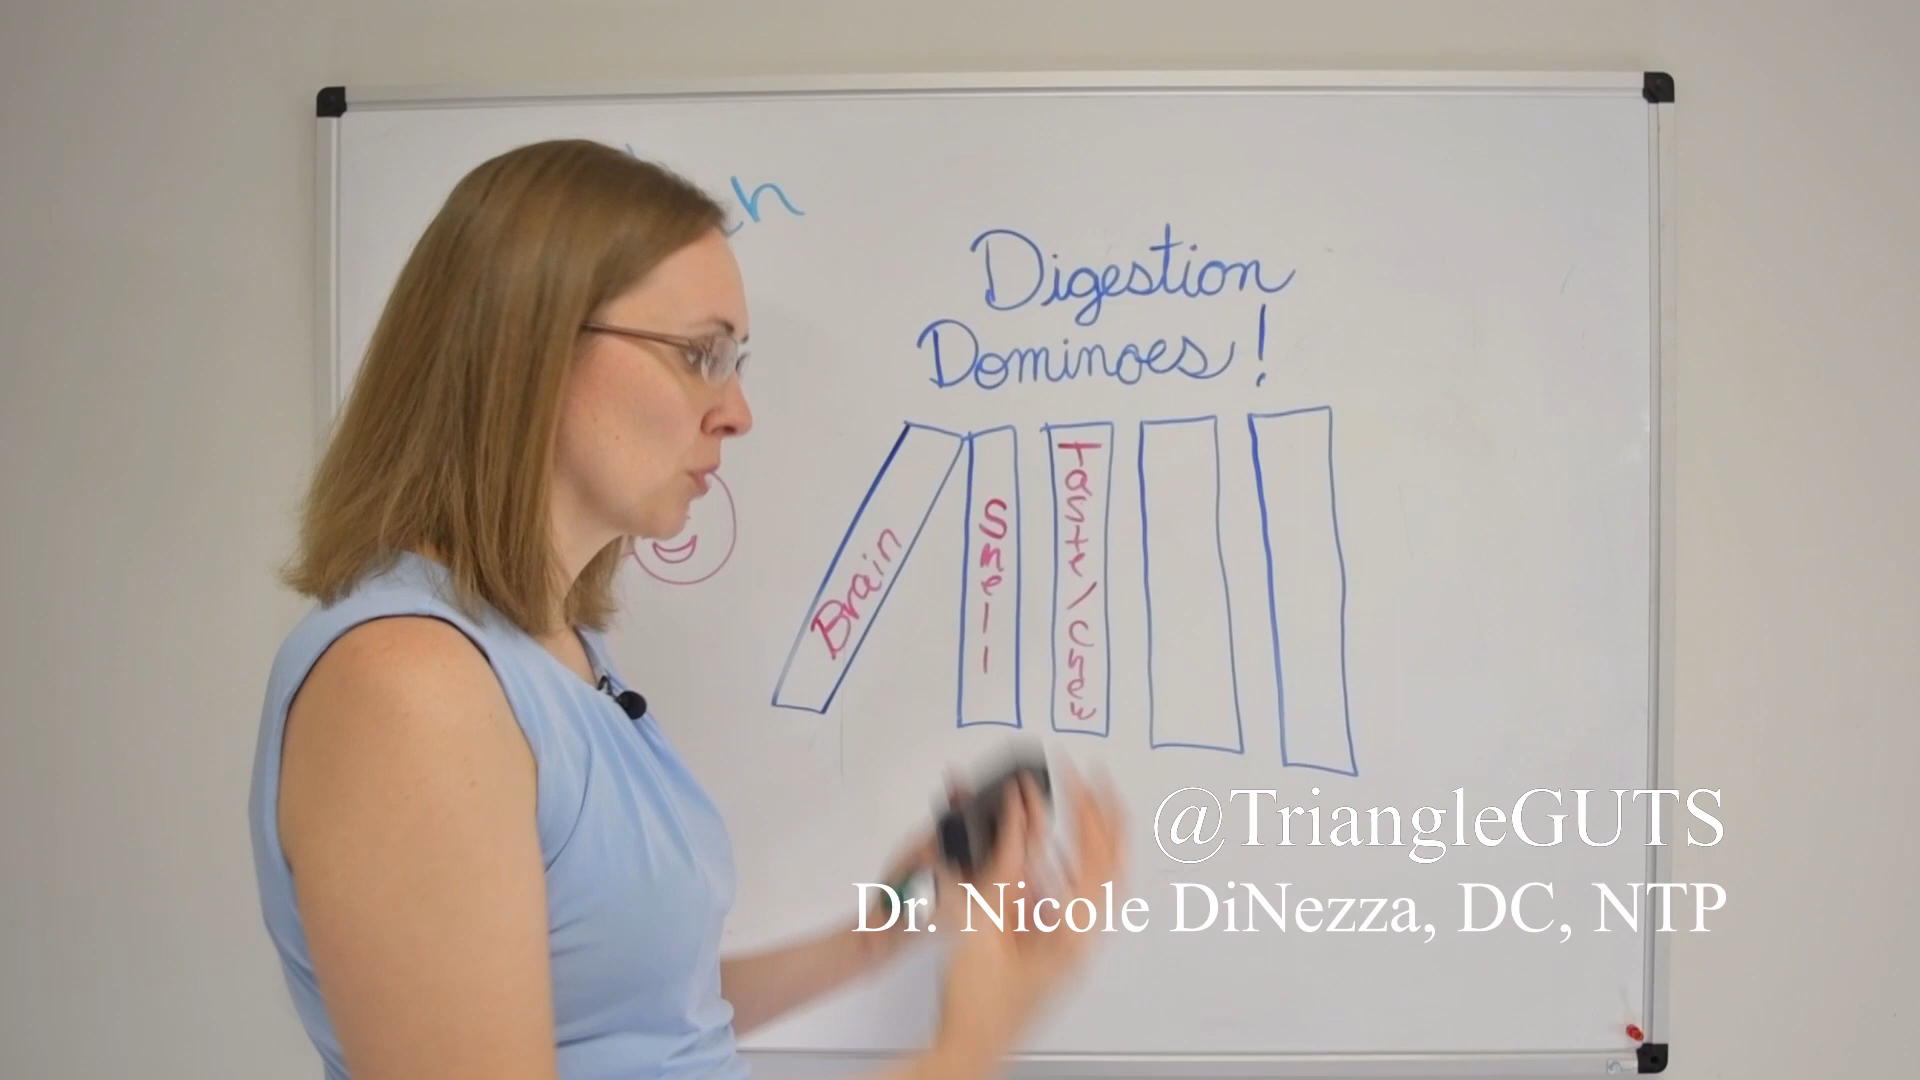 Digestion
Dominoes!
Brain
Smell
Taste/Chew
@TriangleGUTS
Dr. Nicole DiNezza, DC, NTP